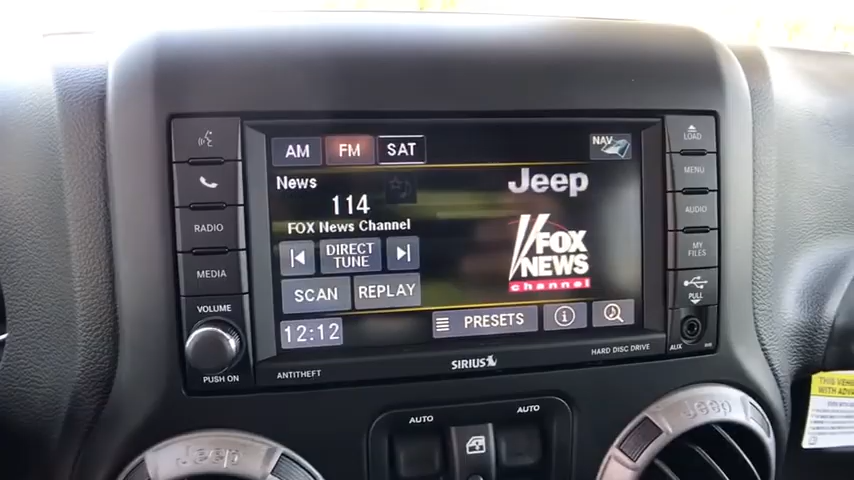 AM
FM
SAT
NAV
News
114
FOX News Channel
DIRECT
TUNE
SCAN
REPLAY
12:12
PRESETS
Jeep
FOX
NEWS
channel
RADIO
MEDIA
VOLUME
PUSH ON
LOAD
MENU
AUDIO
MY
FILES
PULL
AUX
ANTITHEFT
SIRIUS
HARD DISC DRIVE
AUTO
AUTO
Jeep
Jeep
THIS VEHIC
WITH ADVA